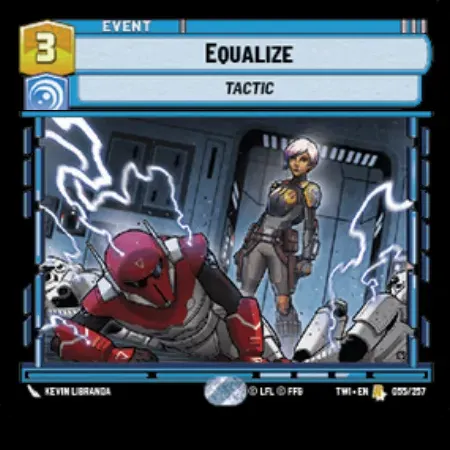 EVENT
3
EQUALIZE
TACTIC
KEVIN LIBRANDA
© LFL © FFG
TWI • EN
055/257